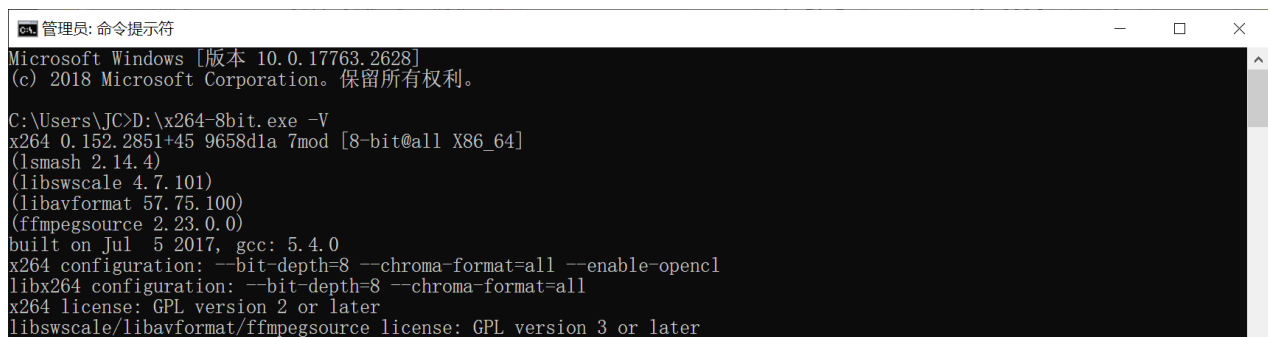 管理员: 命令提示符
Microsoft Windows [版本 10.0.17763.2628]
(c) 2018 Microsoft Corporation。保留所有权利。
C:\Users\JC>D:\x264-8bit.exe -V
x264 0.152.2851+45 9658d1a 7mod [8-bit@all X86_64]
(lsmash 2.14.4)
(libswscale 4.7.101)
(libavformat 57.75.100)
(ffmpegsource 2.23.0.0)
built on Jul  5 2017, gcc: 5.4.0
x264 configuration: --bit-depth=8 --chroma-format=all --enable-opencl
libx264 configuration: --bit-depth=8 --chroma-format=all
x264 license: GPL version 2 or later
libswscale/libavformat/ffmpegsource license: GPL version 3 or later